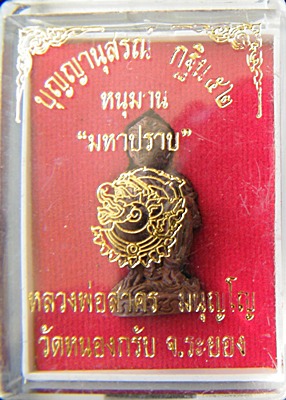 บุญญานุสรณ์ กฐิน ๕๒
หนุมาน
“มหาปราบ”
หลวงพ่อสาคร มนุญฺโญ
วัดหนองกรับ จ.ระยอง